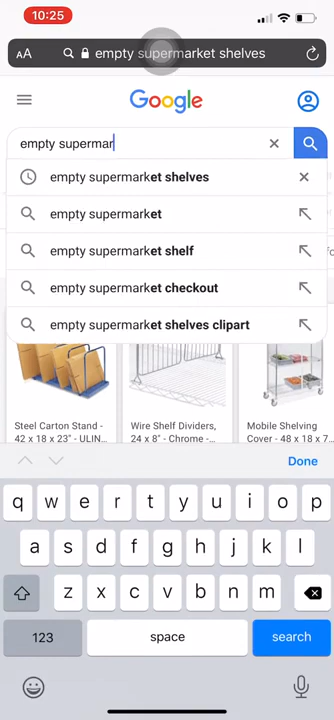 10:25
AA empty supermarket shelves
Google
empty supermar
empty supermarket shelves
empty supermarket
empty supermarket shelf
empty supermarket checkout
empty supermarket shelves clipart
Steel Carton Stand -
42 x 18 x 23" - ULIN...
Wire Shelf Dividers,
24 x 8" - Chrome -...
Mobile Shelving
Cover - 48 x 18 x 7...
Done
q w e r t y u i o p
a s d f g h j k l
z x c v b n m
123 space search